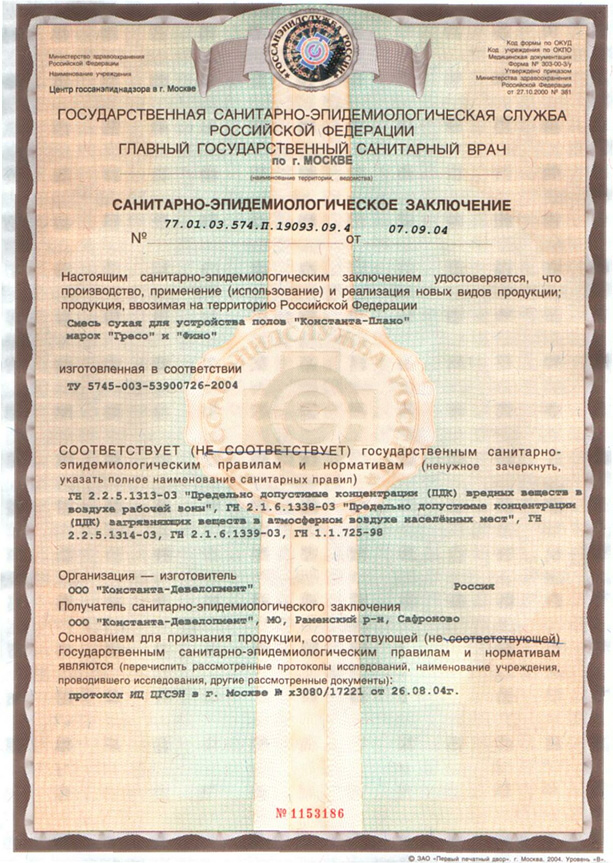 РОССАНЭПИДСЛУЖБА РОССИИ
Министерство здравоохранения
Российской Федерации
Наименование учреждения
Центр госсанэпиднадзора в г. Москве
Код формы по ОКУД
Код учреждения по ОКПО
Медицинская документация
Форма № 303-00-3/у
Утверждено приказом
Министерства здравоохранения
Российской Федерации
от 27.10.2000 № 381
ГОСУДАРСТВЕННАЯ САНИТАРНО-ЭПИДЕМИОЛОГИЧЕСКАЯ СЛУЖБА
РОССИЙСКОЙ ФЕДЕРАЦИИ
ГЛАВНЫЙ ГОСУДАРСТВЕННЫЙ САНИТАРНЫЙ ВРАЧ
по г. МОСКВЕ
(наименование территории, ведомства)
САНИТАРНО-ЭПИДЕМИОЛОГИЧЕСКОЕ ЗАКЛЮЧЕНИЕ
№ 77.01.03.574.П.19093.09.4 от 07.09.04
Настоящим санитарно-эпидемиологическим заключением удостоверяется, что
производство, применение (использование) и реализация новых видов продукции;
продукция, ввозимая на территорию Российской Федерации
Смесь сухая для устройства полов "Константа-Плано"
марок "Гресо" и "Фино"
изготовленная в соответствии
ТУ 5745-003-53900726-2004
СООТВЕТСТВУЕТ (НЕ СООТВЕТСТВУЕТ) государственным санитарно-
эпидемиологическим правилам и нормативам (ненужное зачеркнуть,
указать полное наименование санитарных правил)
ГН 2.2.5.1313-03 "Предельно допустимые концентрации (ПДК) вредных веществ в
воздухе рабочей зоны", ГН 2.1.6.1338-03 "Предельно допустимые концентрации
(ПДК) загрявняющих веществ в атмосферном воздухе населённых мест", ГН
2.2.5.1314-03, ГН 2.1.6.1339-03, ГН 1.1.725-98
Организация — изготовитель
ООО "Константа-Девелопмент" Россия
Получатель санитарно-эпидемиологического заключения
ООО "Константа-Девелопмент", МО, Раменский р-н, Сафроново
Основанием для признания продукции, соответствующей (не соответствующей)
государственным санитарно-эпидемиологическим правилам и нормативам
являются (перечислить рассмотренные протоколы исследований, наименование учреждения,
проводившего исследования, другие рассмотренные документы):
протокол ИЦ ЦГСЭН в г. Москве № х3080/17221 от 26.08.04г.
№ 1153186
© ЗАО «Первый печатный двор», г. Москва, 2004. Уровень «В».